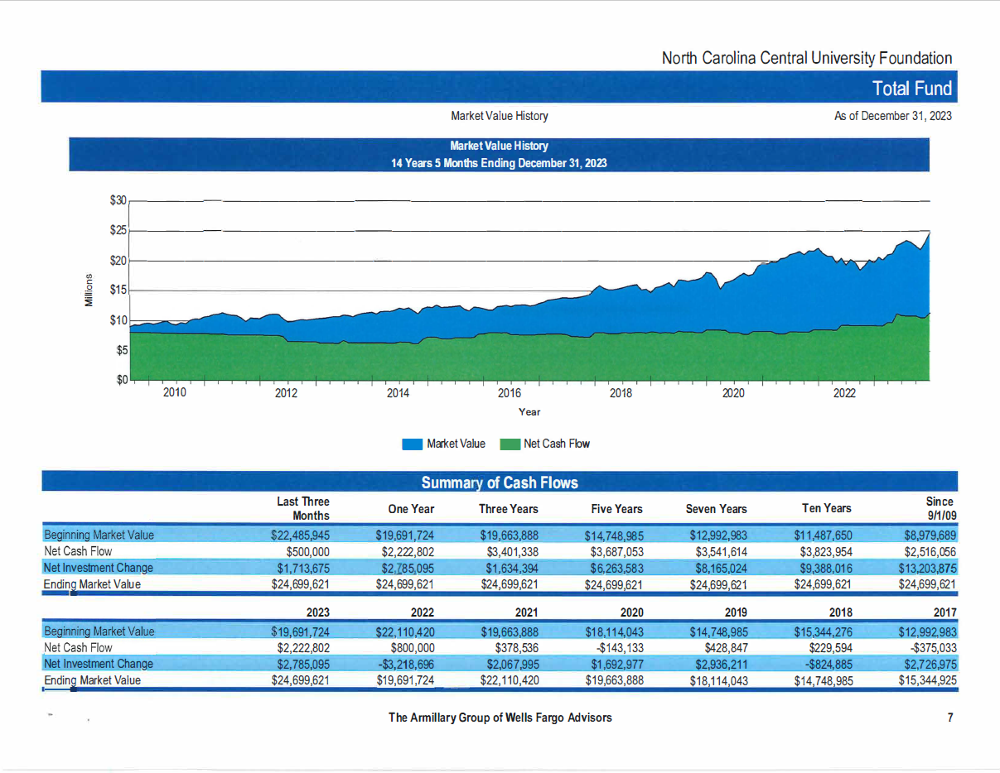 North Carolina Central University Foundation
Total Fund
Market Value History
As of December 31, 2023
Market Value History
14 Years 5 Months Ending December 31, 2023
$30
$25
$20
$15
$10
$5
$0
Millions
2010 2012 2014 2016 2018 2020 2022
Year
Market Value Net Cash Flow
Summary of Cash Flows
Last Three Months One Year Three Years Five Years Seven Years Ten Years Since 9/1/09
Beginning Market Value $22,485,945 $19,691,724 $19,663,888 $14,748,985 $12,992,983 $11,487,650 $8,979,689
Net Cash Flow $500,000 $2,222,802 $3,401,338 $3,687,053 $3,541,614 $3,823,954 $2,516,056
Net Investment Change $1,713,675 $2,785,095 $1,634,394 $6,263,583 $8,165,024 $9,388,016 $13,203,875
Ending Market Value $24,699,621 $24,699,621 $24,699,621 $24,699,621 $24,699,621 $24,699,621 $24,699,621
2023 2022 2021 2020 2019 2018 2017
Beginning Market Value $19,691,724 $22,110,420 $19,663,888 $18,114,043 $14,748,985 $15,344,276 $12,992,983
Net Cash Flow $2,222,802 $800,000 $378,536 -$143,133 $428,847 $229,594 -$375,033
Net Investment Change $2,785,095 -$3,218,696 $2,067,995 $1,692,977 $2,936,211 -$824,885 $2,726,975
Ending Market Value $24,699,621 $19,691,724 $22,110,420 $19,663,888 $18,114,043 $14,748,985 $15,344,925
The Armillary Group of Wells Fargo Advisors
7